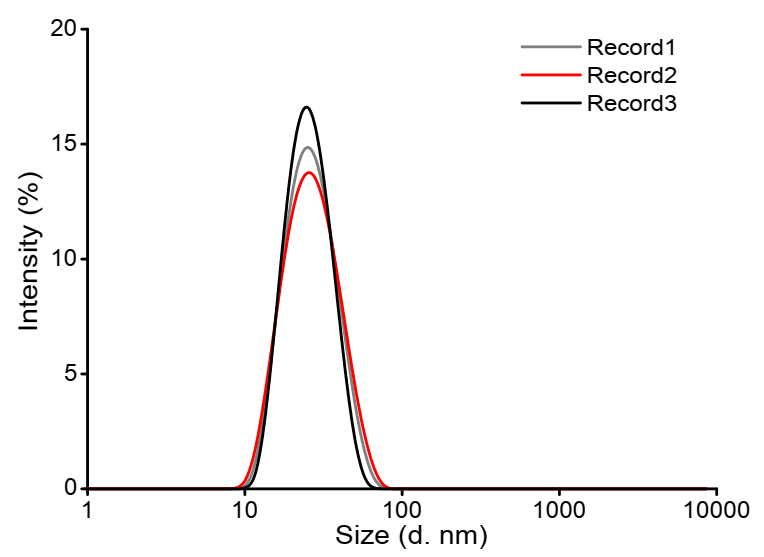 20
Record1
Record2
Record3
15
Intensity (%)
10
5
0
1 10 100 1000 10000
Size (d. nm)